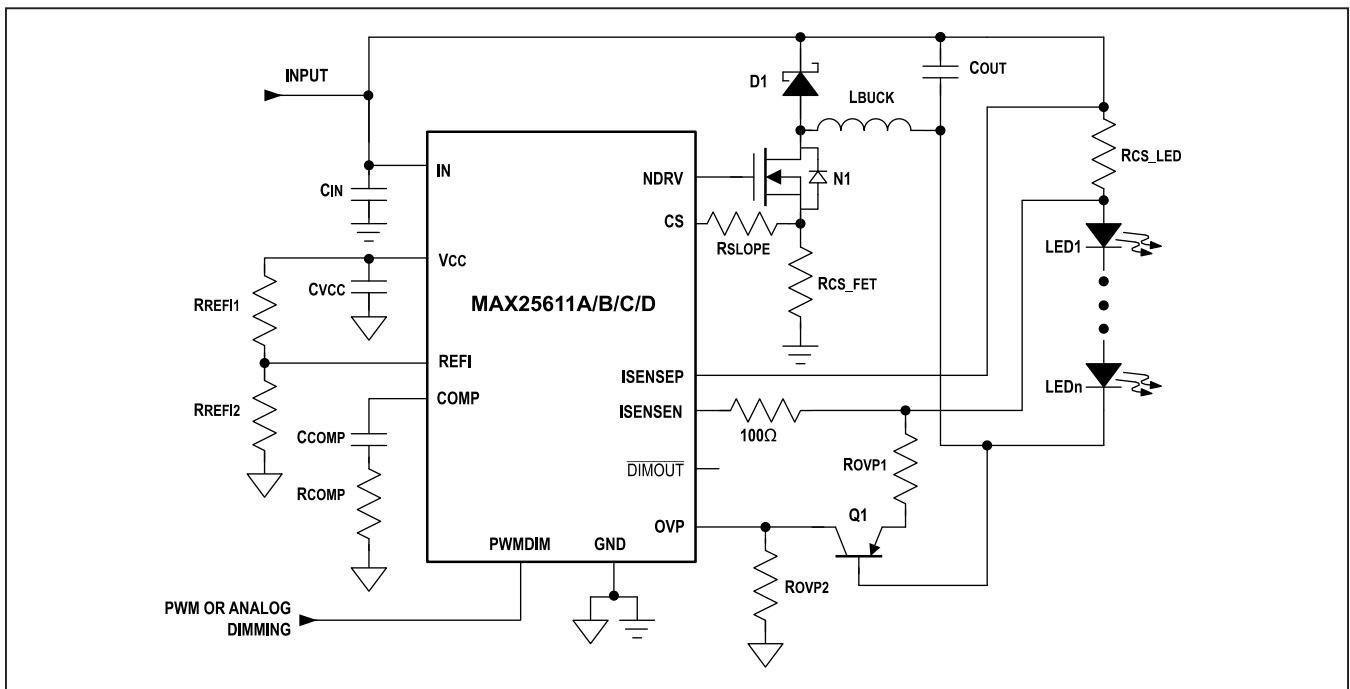 INPUT
D1
COUT
LBUCK
RCS_LED
IN
NDRV
N1
CIN
CS
RSLOPE
LED1
VCC
CVCC
RCS_FET
RREFI1
MAX25611A/B/C/D
REFI
ISENSEP
LEDn
RREFI2
COMP
ISENSEN
100Ω
CCOMP
DIMOUT
ROVP1
RCOMP
Q1
OVP
PWMDIM
GND
ROVP2
PWM OR ANALOG
DIMMING